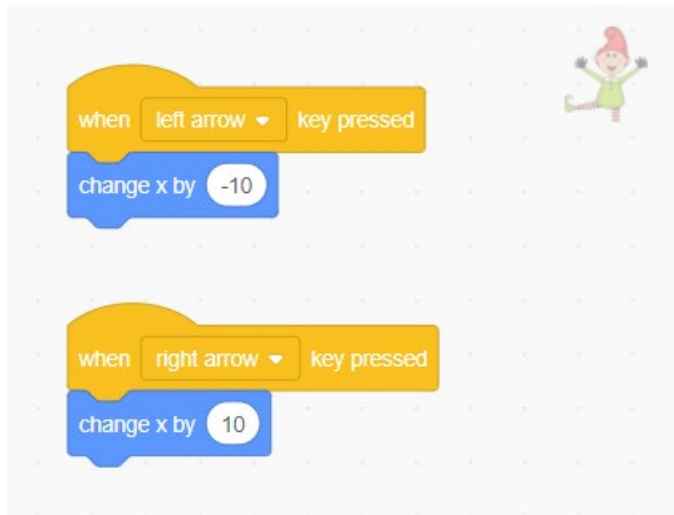 when left arrow key pressed
change x by -10
when right arrow key pressed
change x by 10